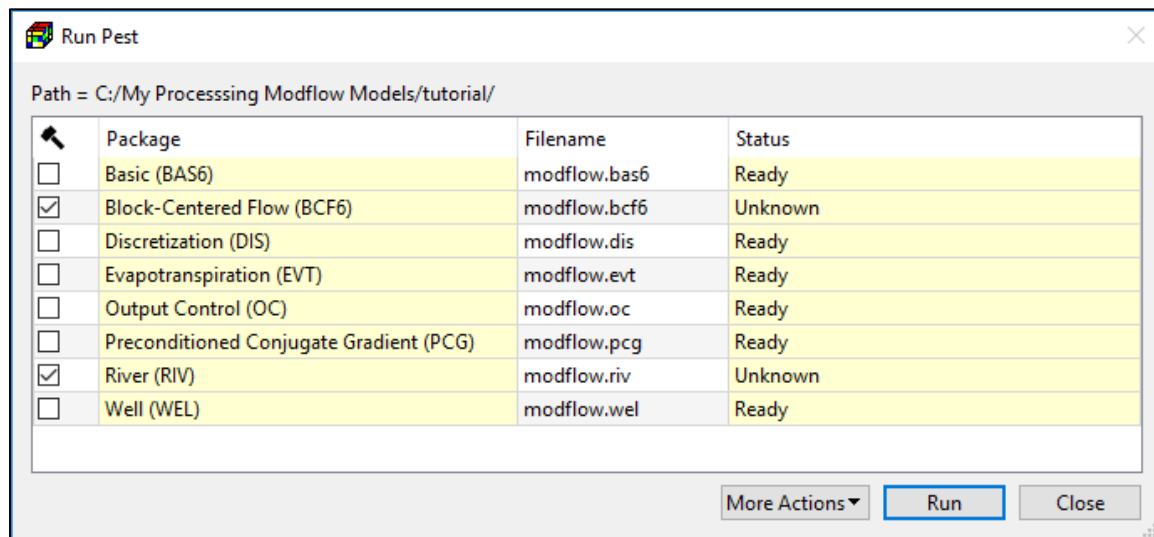 Run Pest
Path = C:/My Processsing Modflow Models/tutorial/
Package Filename Status
Basic (BAS6) modflow.bas6 Ready
Block-Centered Flow (BCF6) modflow.bcf6 Unknown
Discretization (DIS) modflow.dis Ready
Evapotranspiration (EVT) modflow.evt Ready
Output Control (OC) modflow.oc Ready
Preconditioned Conjugate Gradient (PCG) modflow.pcg Ready
River (RIV) modflow.riv Unknown
Well (WEL) modflow.wel Ready
More Actions Run Close